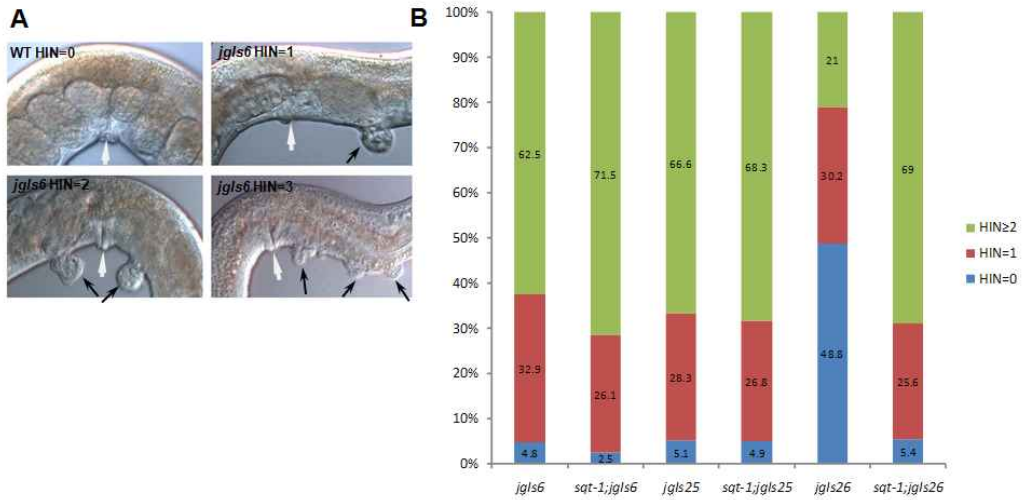 A
WT HIN=0
jgls6 HIN=1
jgls6 HIN=2
jgls6 HIN=3
B
100%
90%
80%
70%
60%
50%
40%
30%
20%
10%
0%
62.5
32.9
4.8
71.5
26.1
2.5
66.6
28.3
5.1
68.3
26.8
4.9
21
30.2
48.8
69
25.6
5.4
jgls6
sqt-1;jgls6
jgls25
sqt-1;jgls25
jgls26
sqt-1;jgls26
HIN≥2
HIN=1
HIN=0